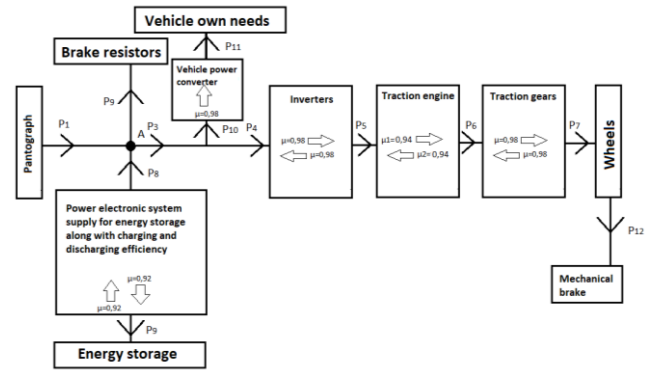 Vehicle own needs
P11
Brake resistors
Vehicle power
converter
μ=0,98
P9
Pantograph
P1
A
P3
P10
P4
Inverters
μ=0,98
μ=0,98
P5
Traction engine
μ1=0,94
μ2=0,94
P6
Traction gears
μ=0,98
μ=0,98
P7
Wheels
P8
Power electronic system
supply for energy storage
along with charging and
discharging efficiency
μ=0,92
μ=0,92
P9
Energy storage
P12
Mechanical
brake